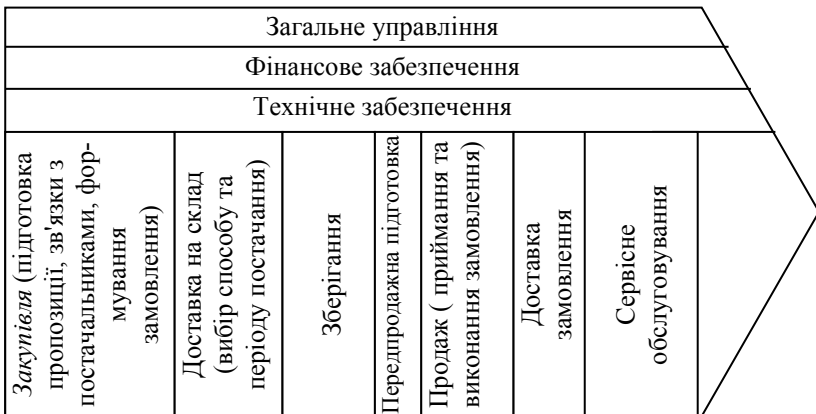 Загальне управління
Фінансове забезпечення
Технічне забезпечення
Закупівля (підготовка
пропозиції, зв'язки з
постачальниками, фор-
мування
замовлення)
Доставка на склад
(вибір способу та
періоду постачання)
Зберігання
Передпродажна підготовка
Продаж ( приймання та
виконання замовлення)
Доставка
замовлення
Сервісне
обслуговування